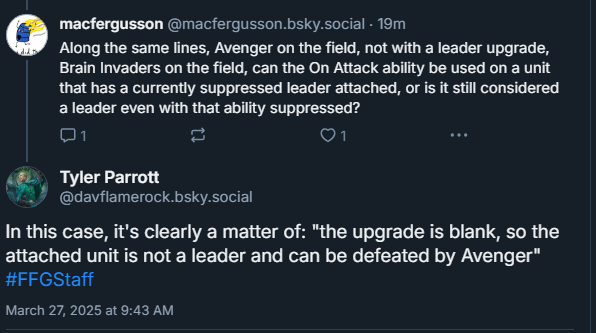 macfergusson @macfergusson.bsky.social · 19m
Along the same lines, Avenger on the field, not with a leader upgrade,
Brain Invaders on the field, can the On Attack ability be used on a unit
that has a currently suppressed leader attached, or is it still considered
a leader even with that ability suppressed?
1
1
Tyler Parrott
@davflamerock.bsky.social
In this case, it's clearly a matter of: "the upgrade is blank, so the
attached unit is not a leader and can be defeated by Avenger"
#FFGStaff
March 27, 2025 at 9:43 AM